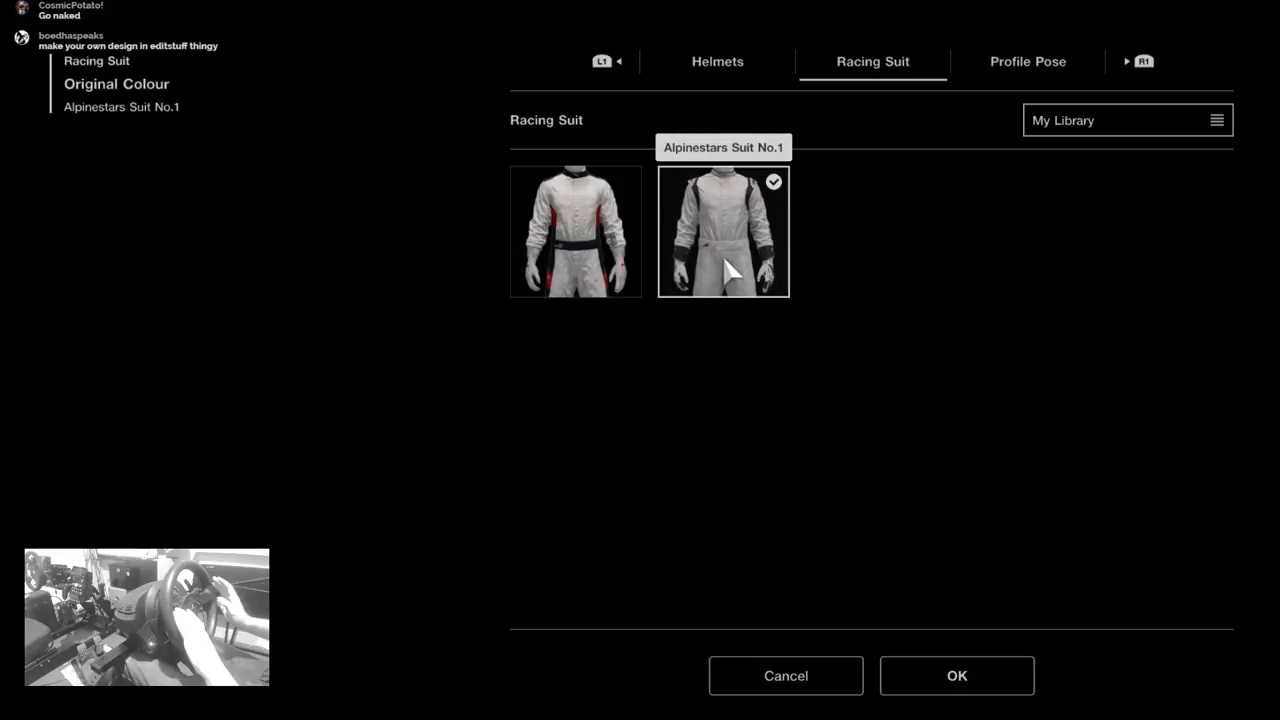 CosmicPotato!
Go naked
boedhaspeaks
make your own design in editstuff thingy
Racing Suit
Original Colour
Alpinestars Suit No.1
L1
Helmets
Racing Suit
Profile Pose
R1
Racing Suit
My Library
Alpinestars Suit No.1
Cancel
OK